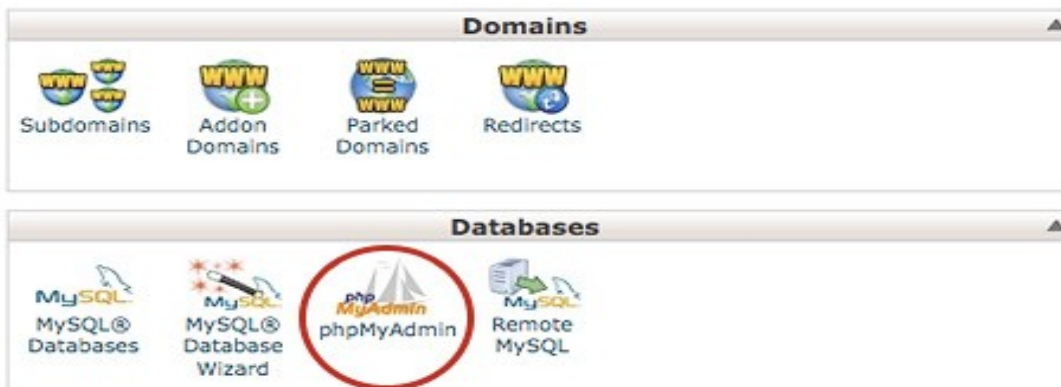 Domains
WWW WWW
WWW WWW
WWW
WWW
WWW
WWW
Subdomains
Addon
Domains
Parked
Domains
Redirects
Databases
MySQL
MySQL
php
MyAdmin
MySQL
MySQL®
Databases
MySQL®
Database
Wizard
phpMyAdmin
Remote
MySQL